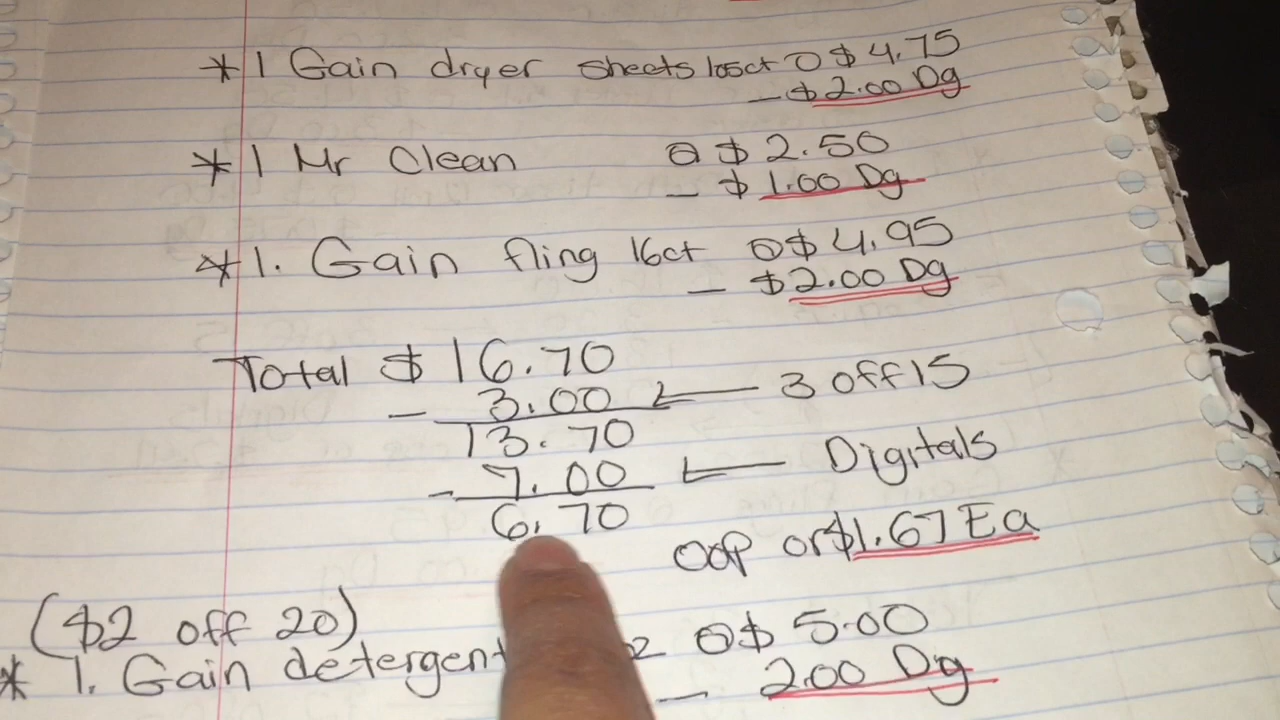 * 1 Gain dryer sheets 105ct @ $4.75
- $2.00 Dg
* 1 Mr Clean @ $2.50
- $1.00 Dg
* 1. Gain fling 16ct @ $4.95
- $2.00 Dg
Total $16.70
- 3.00 ← 3 off 15
13.70
- 7.00 ← Digitals
6.70
OOP or $1.67 Ea
($2 off 20)
* 1. Gain detergent @ $5.00
- 2.00 Dg